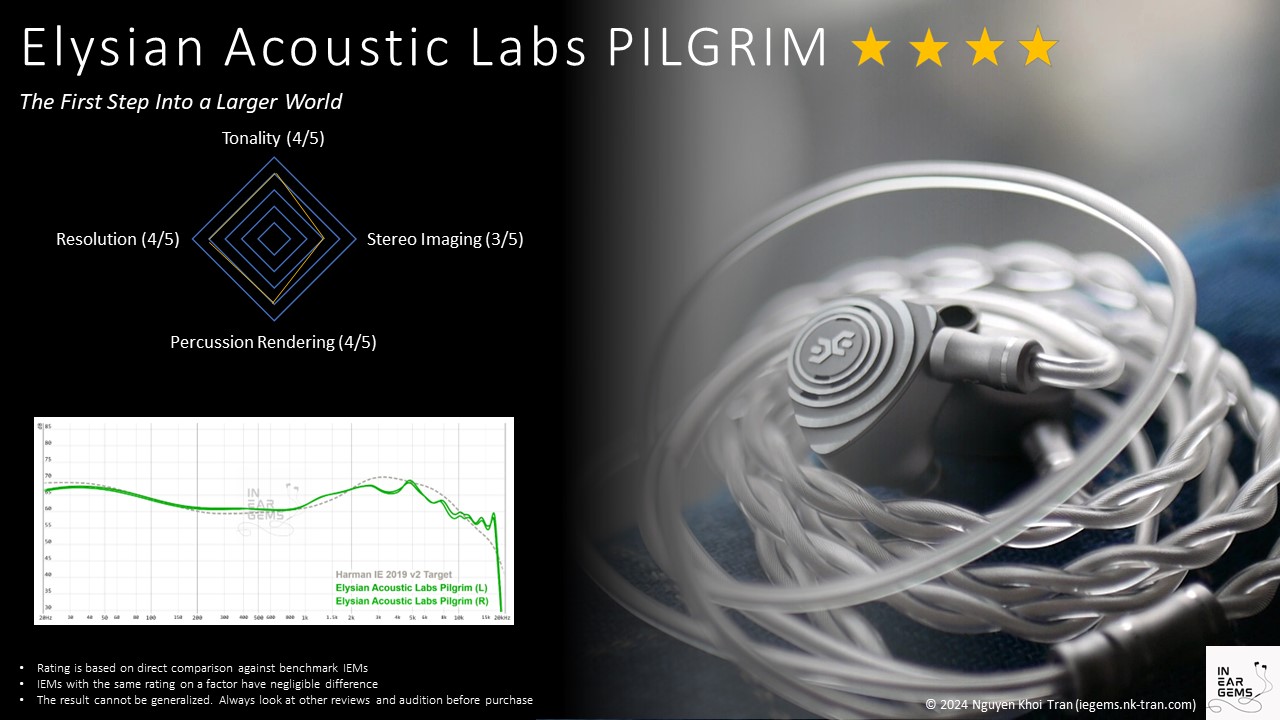 Elysian Acoustic Labs PILGRIM
The First Step Into a Larger World
Tonality (4/5)
Resolution (4/5)
Stereo Imaging (3/5)
Percussion Rendering (4/5)
dB
85
80
75
70
65
60
55
50
45
40
35
30
IN
EAR
GEMS
Harman IE 2019 v2 Target
Elysian Acoustic Labs Pilgrim (L)
Elysian Acoustic Labs Pilgrim (R)
20Hz 30 40 50 60 80 100 150 200 300 400 500 600 800 1k 1.5k 2k 3k 4k 5k 6k 8k 10k 15k 20kHz
• Rating is based on direct comparison against benchmark IEMs
• IEMs with the same rating on a factor have negligible difference
• The result cannot be generalized. Always look at other reviews and audition before purchase
© 2024 Nguyen Khoi Tran (iegems.nk-tran.com)
IN
EAR
GEMS